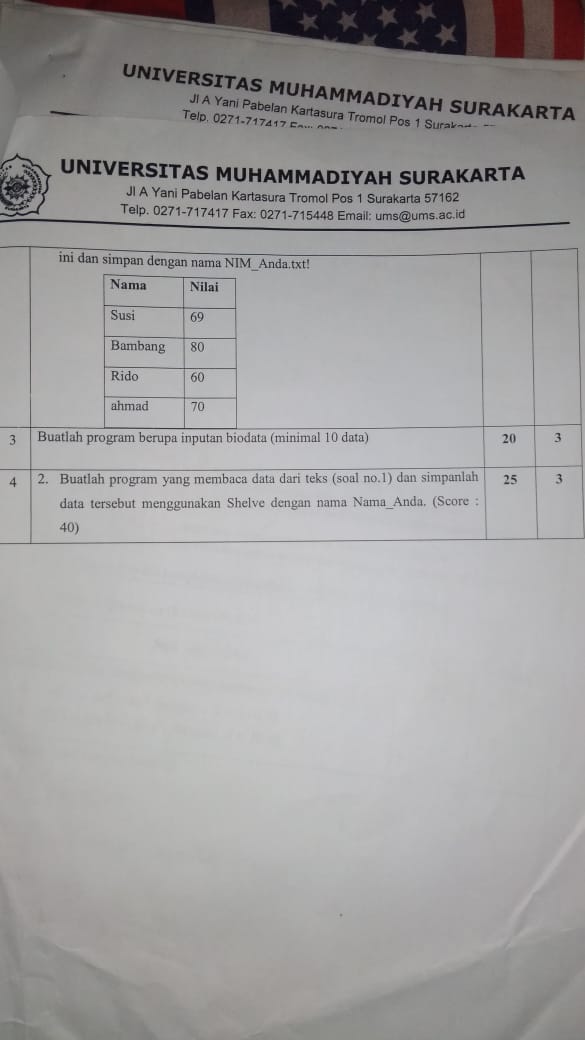 UNIVERSITAS MUHAMMADIYAH SURAKARTA
Jl A Yani Pabelan Kartasura Tromol Pos 1
Telp. 0271-717417
UNIVERSITAS MUHAMMADIYAH SURAKARTA
Jl A Yani Pabelan Kartasura Tromol Pos 1 Surakarta 57162
Telp. 0271-717417 Fax: 0271-715448 Email: ums@ums.ac.id
ini dan simpan dengan nama NIM_Anda.txt!
Nama Nilai
Susi 69
Bambang 80
Rido 60
ahmad 70
3 Buatlah program berupa inputan biodata (minimal 10 data) 20 3
4 2. Buatlah program yang membaca data dari teks (soal no.1) dan simpanlah 25 3
data tersebut menggunakan Shelve dengan nama Nama_Anda. (Score :
40)